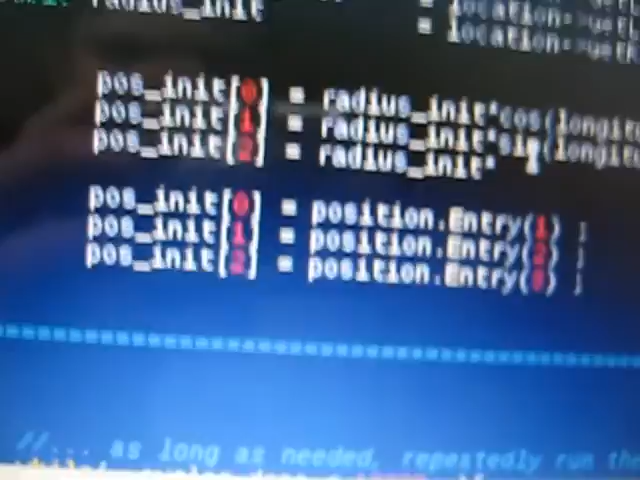 radius_init = location->
= location->
pos_init[0] = radius_init*cos(longit
pos_init[1] = radius_init*sin(longit
pos_init[2] = radius_init*
pos_init[0] = position.Entry(1) ;
pos_init[1] = position.Entry(2) ;
pos_init[2] = position.Entry(3) ;
//... as long as needed, repeatedly run the